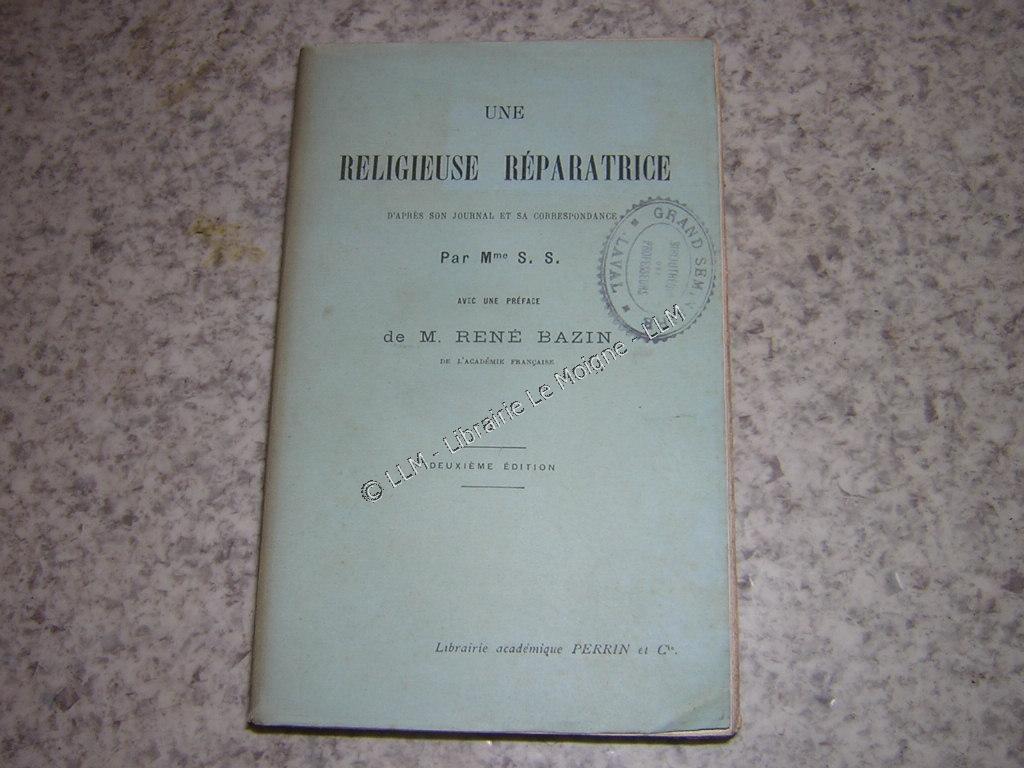 UNE
RELIGIEUSE RÉPARATRICE
D'APRÈS SON JOURNAL ET SA CORRESPONDANCE
Par Mme S. S.
AVEC UNE PRÉFACE
de M. RENÉ BAZIN
DE L'ACADÉMIE FRANÇAISE
DEUXIÈME ÉDITION
Librairie académique PERRIN et Cie.
GRAND SEM.
LAVAL
PROFESSEURS
© LLM - Librairie Le Moigne - LLM